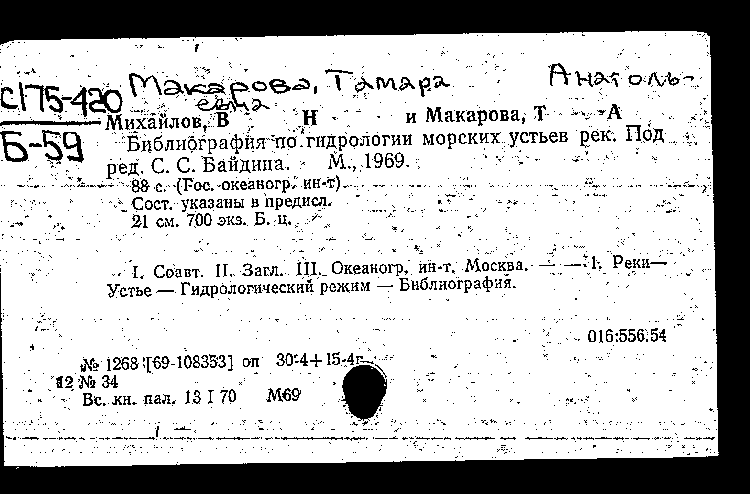 Макарова, Тамара Анатоль-
евна
С175-420
Б-59
Михайлов, В Н и Макарова, Т А
Библиография по гидрологии морских устьев рек. Под
ред. С. С. Байдина. М., 1969.
88 с. (Гос. океаногр. ин-т).
Сост. указаны в предисл.
21 см. 700 экз. Б. ц.
I. Соавт. II. Загл. III. Океаногр. ин-т. Москва. — — 1. Реки—
Устье — Гидрологический режим — Библиография.
016:556.54
№ 1268 [69-108353] оп 30-4+15-4г
12 № 34
Вс. кн. пал. 13 I 70 М69